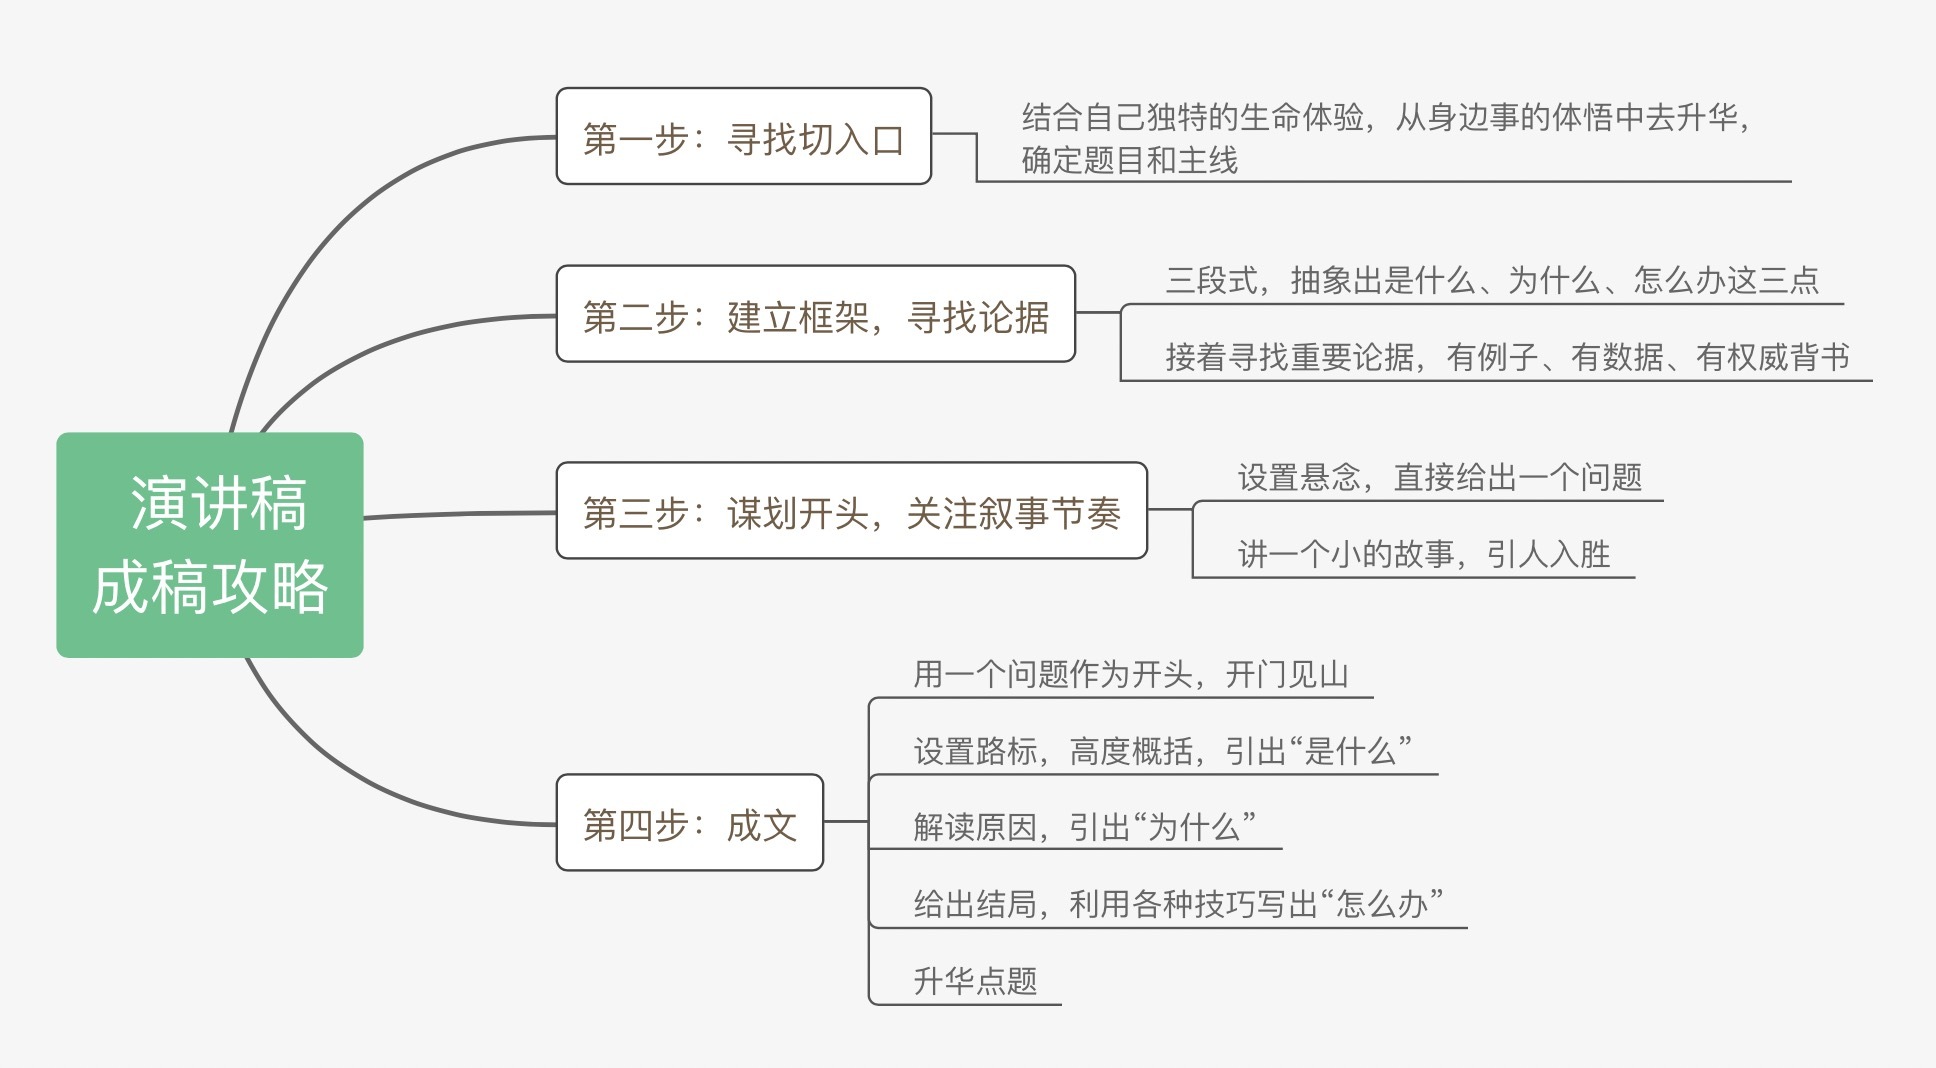 演讲稿
成稿攻略
第一步：寻找切入口
结合自己独特的生命体验，从身边事的体悟中去升华，
确定题目和主线
第二步：建立框架，寻找论据
三段式，抽象出是什么、为什么、怎么办这三点
接着寻找重要论据，有例子、有数据、有权威背书
第三步：谋划开头，关注叙事节奏
设置悬念，直接给出一个问题
讲一个小的故事，引人入胜
第四步：成文
用一个问题作为开头，开门见山
设置路标，高度概括，引出“是什么”
解读原因，引出“为什么”
给出结局，利用各种技巧写出“怎么办”
升华点题